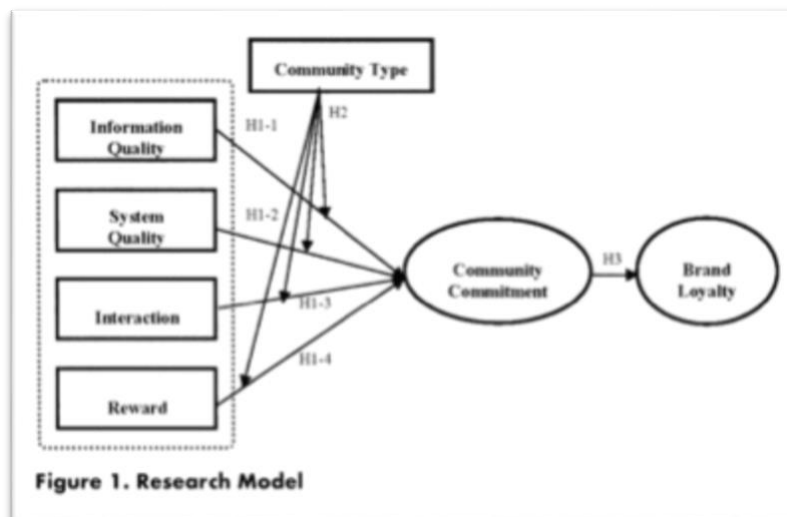 Community Type
Information
Quality
H1-1
H2
System
Quality
H1-2
Interaction
H1-3
Reward
H1-4
Community
Commitment
H3
Brand
Loyalty
Figure 1. Research Model